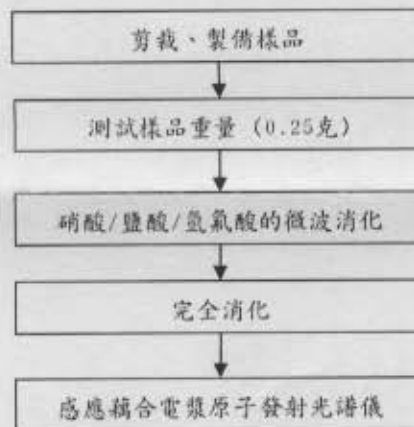 剪裁、製備樣品
測試樣品重量 (0.25克)
硝酸/鹽酸/氫氟酸的微波消化
完全消化
感應藕合電漿原子發射光譜儀